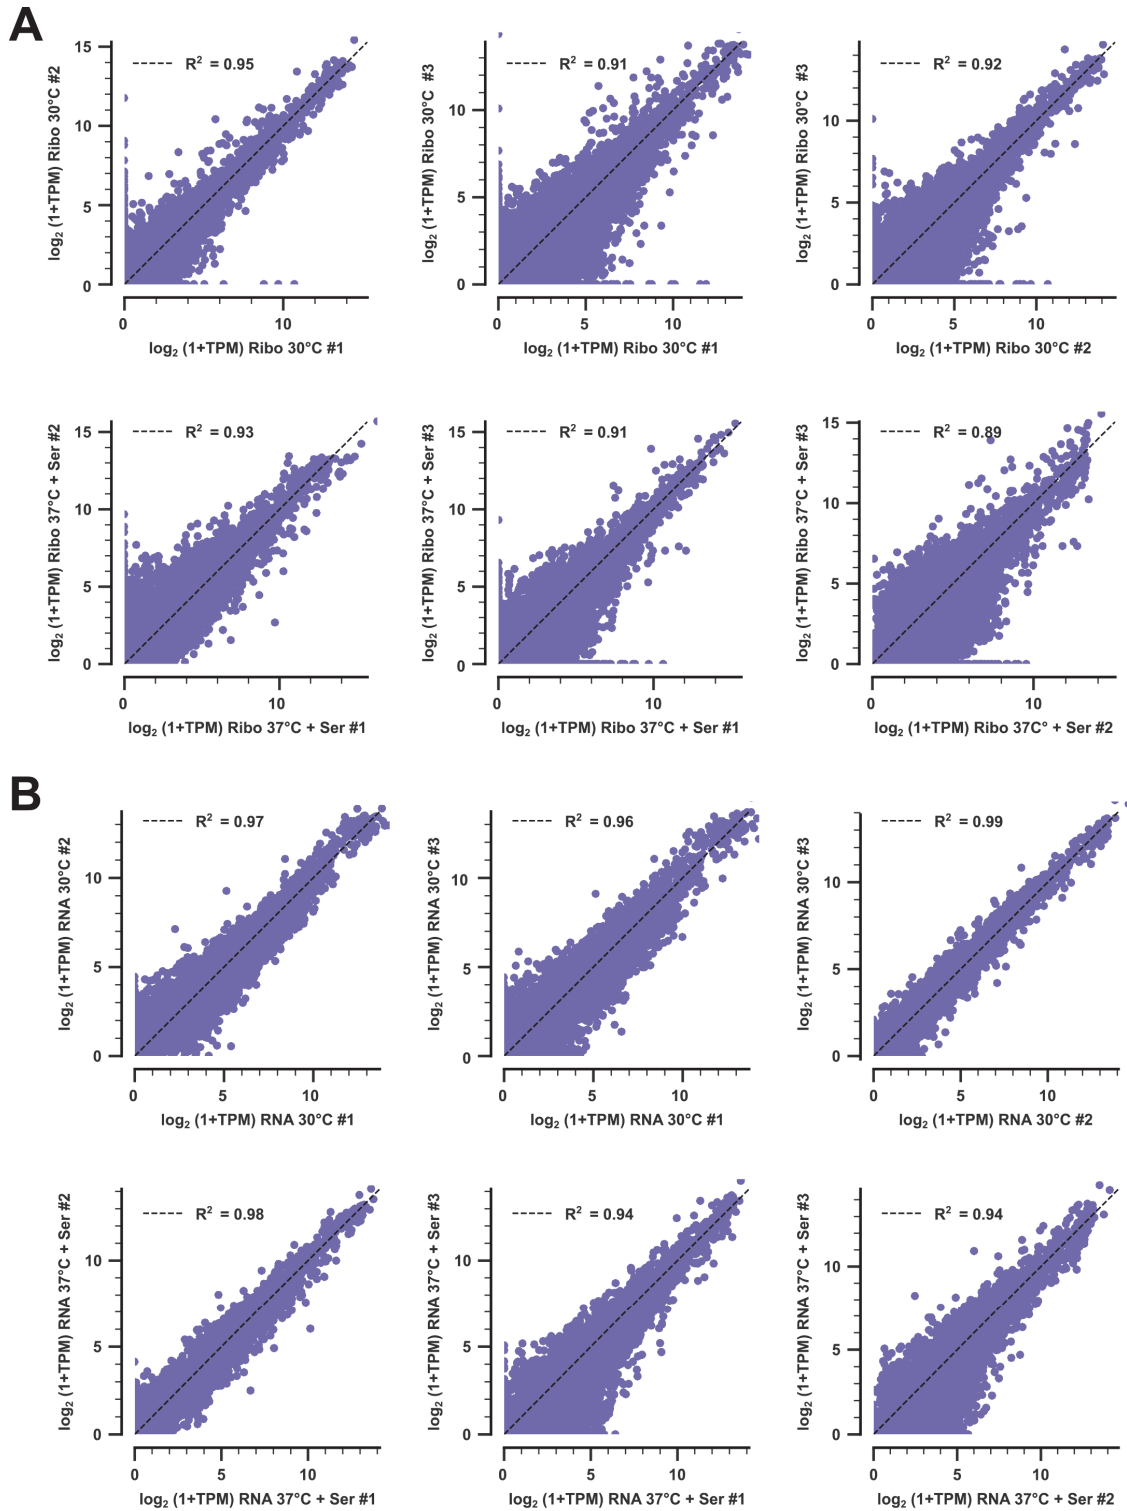 A
log₂ (1+TPM) Ribo 30°C #2
15
10
5
0
R² = 0.95
0
10
log₂ (1+TPM) Ribo 30°C #1
log₂ (1+TPM) Ribo 30°C #3
10
5
0
R² = 0.91
0
5
10
log₂ (1+TPM) Ribo 30°C #1
log₂ (1+TPM) Ribo 30°C #3
10
5
0
R² = 0.92
0
5
10
log₂ (1+TPM) Ribo 30°C #2
log₂ (1+TPM) Ribo 37°C + Ser #2
15
10
5
0
R² = 0.93
0
10
log₂ (1+TPM) Ribo 37°C + Ser #1
log₂ (1+TPM) Ribo 37°C + Ser #3
15
10
5
0
R² = 0.91
0
10
log₂ (1+TPM) Ribo 37°C + Ser #1
log₂ (1+TPM) Ribo 37°C + Ser #3
15
10
5
0
R² = 0.89
0
10
log₂ (1+TPM) Ribo 37C° + Ser #2
B
log₂ (1+TPM) RNA 30°C #2
10
5
0
R² = 0.97
0
5
10
log₂ (1+TPM) RNA 30°C #1
log₂ (1+TPM) RNA 30°C #3
10
5
0
R² = 0.96
0
5
10
log₂ (1+TPM) RNA 30°C #1
log₂ (1+TPM) RNA 30°C #3
10
5
0
R² = 0.99
0
5
10
log₂ (1+TPM) RNA 30°C #2
log₂ (1+TPM) RNA 37°C + Ser #2
10
5
0
R² = 0.98
0
5
10
log₂ (1+TPM) RNA 37°C + Ser #1
log₂ (1+TPM) RNA 37°C + Ser #3
10
5
0
R² = 0.94
0
5
10
log₂ (1+TPM) RNA 37°C + Ser #1
log₂ (1+TPM) RNA 37°C + Ser #3
10
5
0
R² = 0.94
0
5
10
log₂ (1+TPM) RNA 37°C + Ser #2